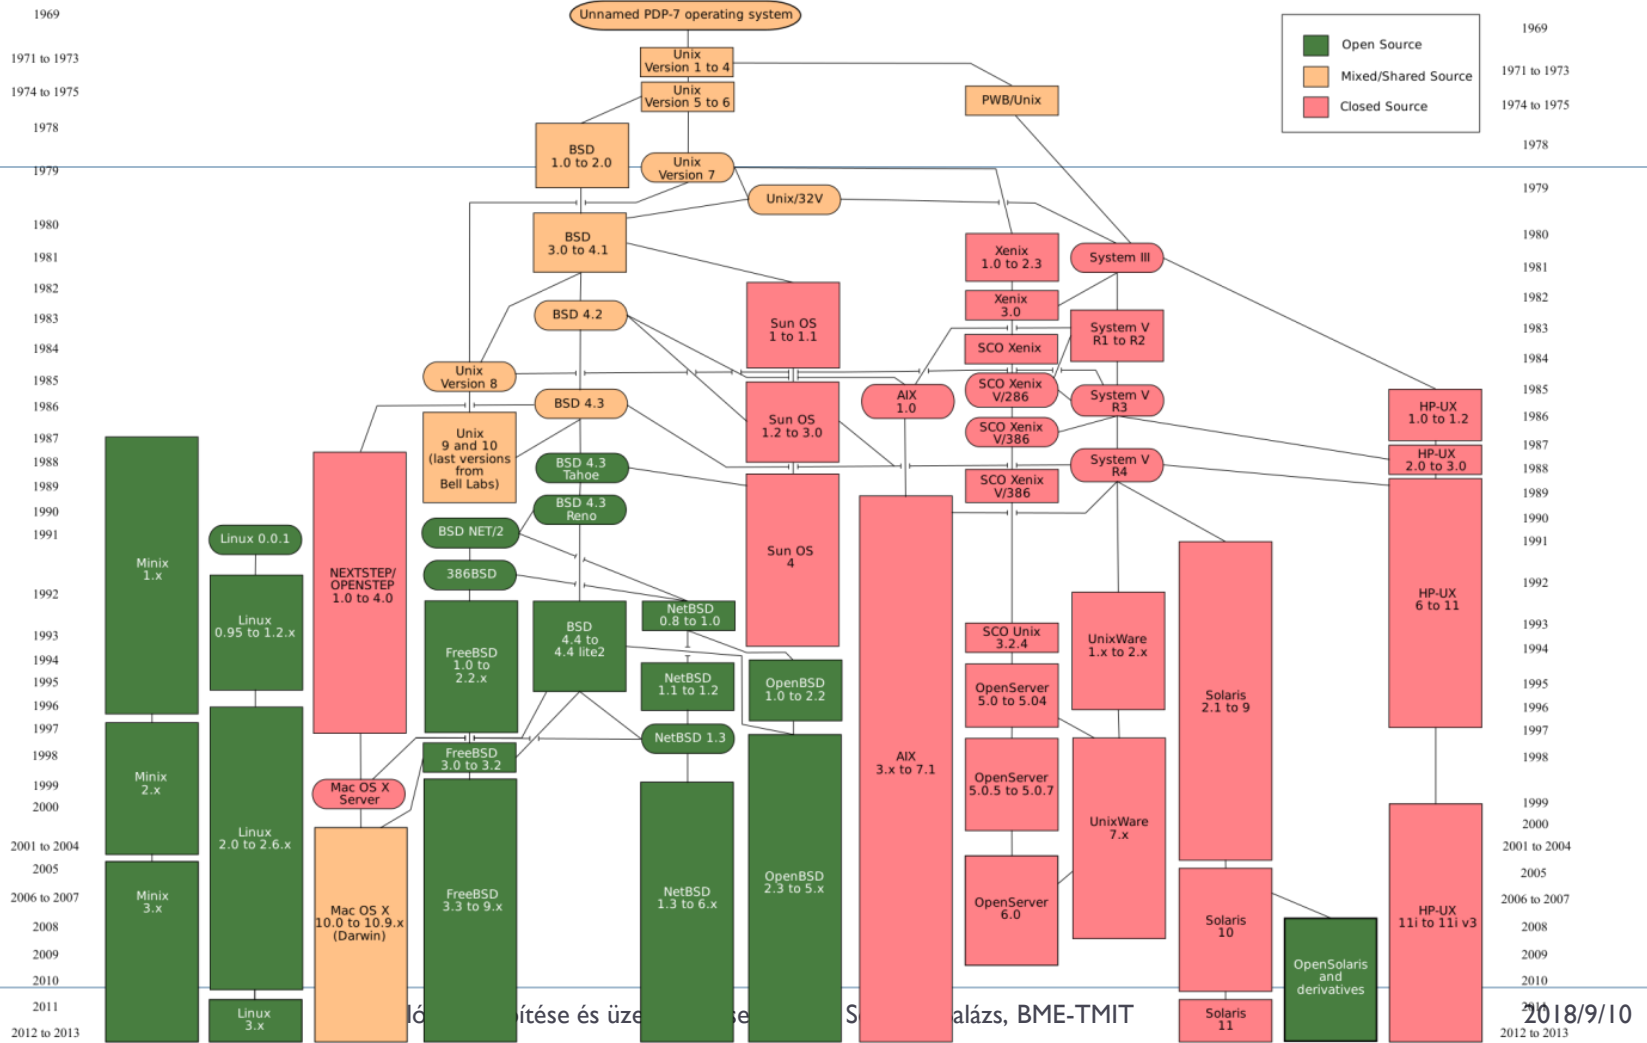 Unnamed PDP-7 operating system
1969
1969
Open Source
Mixed/Shared Source
Closed Source
1971 to 1973
Unix
Version 1 to 4
1971 to 1973
1974 to 1975
Unix
Version 5 to 6
PWB/Unix
1974 to 1975
1978
BSD
1.0 to 2.0
1978
1979
Unix
Version 7
Unix/32V
1979
1980
BSD
3.0 to 4.1
Xenix
1.0 to 2.3
System III
1980
1981
1981
1982
Xenix
3.0
1982
1983
BSD 4.2
Sun OS
1 to 1.1
System V
R1 to R2
1983
1984
SCO Xenix
1984
1985
Unix
Version 8
SCO Xenix
V/286
1985
1986
BSD 4.3
AIX
1.0
System V
R3
HP-UX
1.0 to 1.2
1986
Sun OS
1.2 to 3.0
SCO Xenix
V/386
1987
Unix
9 and 10
(last versions
from
Bell Labs)
1987
1988
BSD 4.3
Tahoe
System V
R4
HP-UX
2.0 to 3.0
1988
1989
SCO Xenix
V/386
1989
1990
BSD 4.3
Reno
1990
1991
Linux 0.0.1
BSD NET/2
1991
Minix
1.x
NEXTSTEP/
OPENSTEP
1.0 to 4.0
386BSD
Sun OS
4
1992
1992
HP-UX
6 to 11
Linux
0.95 to 1.2.x
NetBSD
0.8 to 1.0
1993
BSD
4.4 to
4.4 lite2
SCO Unix
3.2.4
UnixWare
1.x to 2.x
1993
1994
FreeBSD
1.0 to
2.2.x
1994
1995
NetBSD
1.1 to 1.2
OpenBSD
1.0 to 2.2
OpenServer
5.0 to 5.04
Solaris
2.1 to 9
1995
1996
1996
1997
NetBSD 1.3
1997
1998
FreeBSD
3.0 to 3.2
AIX
3.x to 7.1
1998
1999
Minix
2.x
Mac OS X
Server
OpenServer
5.0.5 to 5.0.7
1999
2000
2000
2001 to 2004
Linux
2.0 to 2.6.x
UnixWare
7.x
2001 to 2004
2005
OpenBSD
2.3 to 5.x
2005
2006 to 2007
Minix
3.x
FreeBSD
3.3 to 9.x
NetBSD
1.3 to 6.x
2006 to 2007
2008
Mac OS X
10.0 to 10.9.x
(Darwin)
OpenServer
6.0
Solaris
10
HP-UX
11i to 11i v3
2008
2009
2009
2010
OpenSolaris
and
derivatives
2010
2011
Linux
3.x
Solaris
11
2011
2012 to 2013
2012 to 2013
és BME-TMIT
2018/9/10